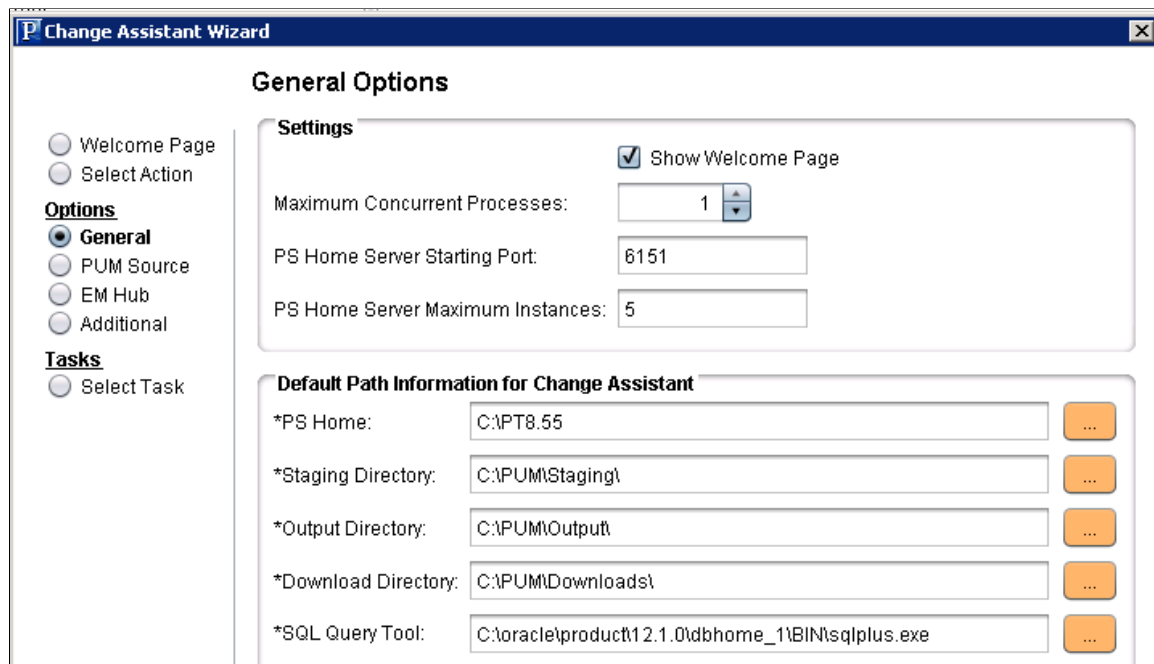 Change Assistant Wizard
General Options
Welcome Page
Select Action
Options
General
PUM Source
EM Hub
Additional
Tasks
Select Task
Settings
Show Welcome Page
Maximum Concurrent Processes: 1
PS Home Server Starting Port: 6151
PS Home Server Maximum Instances: 5
Default Path Information for Change Assistant
*PS Home: C:\PT8.55 ...
*Staging Directory: C:\PUM\Staging\ ...
*Output Directory: C:\PUM\Output\ ...
*Download Directory: C:\PUM\Downloads\ ...
*SQL Query Tool: C:\oracle\product\12.1.0\dbhome_1\BIN\sqlplus.exe ...